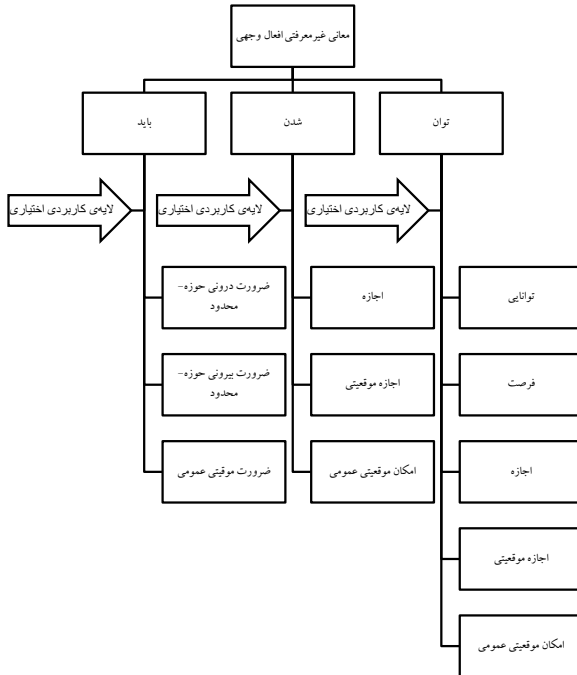 معانی غیرمعرفتی افعال وجهی
توان
شدن
باید
لایه‌ی کاربردی اختیاری
لایه‌ی کاربردی اختیاری
لایه‌ی کاربردی اختیاری
توانایی
اجازه
ضرورت درونی حوزه-
محدود
فرصت
اجازه موقعیتی
ضرورت بیرونی حوزه-
محدود
اجازه
امکان موقعیتی عمومی
ضرورت موقیتی عمومی
اجازه موقعیتی
امکان موقعیتی عمومی